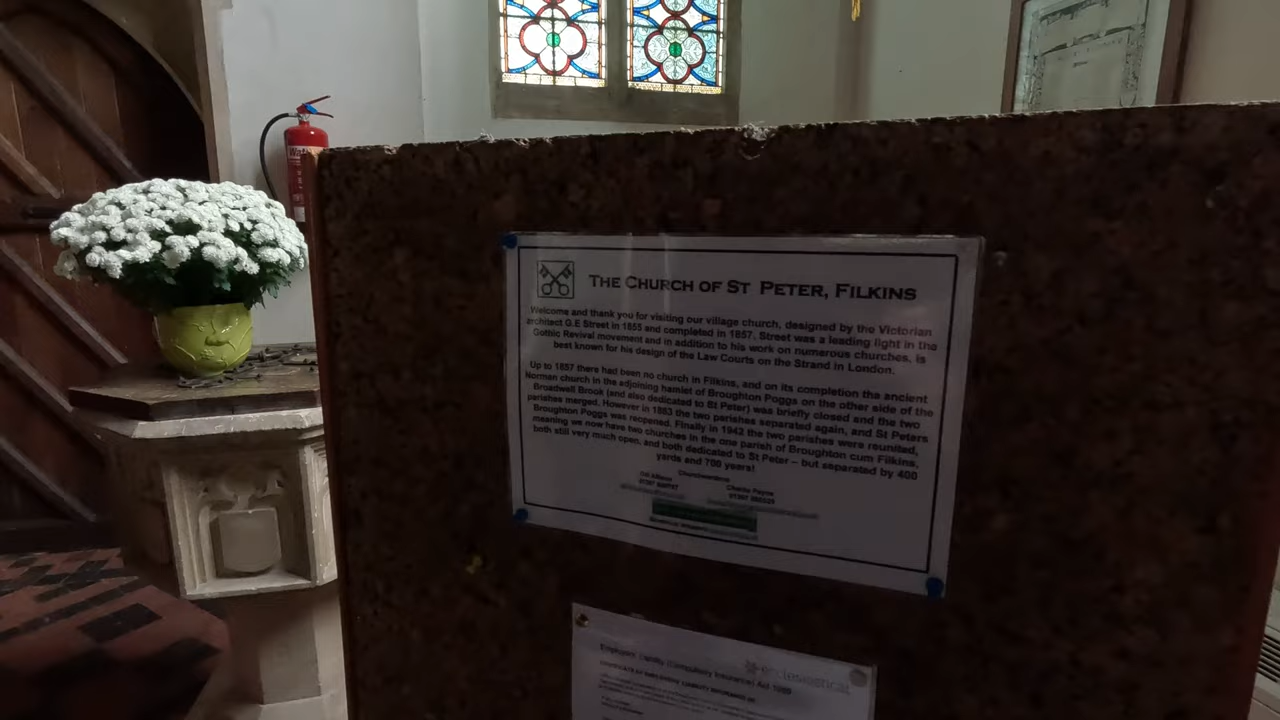 THE CHURCH OF ST PETER, FILKINS
Welcome and thank you for visiting our village church, designed by the Victorian
architect G.E Street in 1855 and completed in 1857. Street was a leading light in the
Gothic Revival movement and in addition to his work on numerous churches, is
best known for his design of the Law Courts on the Strand in London.
Up to 1857 there had been no church in Filkins, and on its completion the ancient
Norman church in the adjoining hamlet of Broughton Poggs on the other side of the
Broadwell Brook (and also dedicated to St Peter) was briefly closed and the two
parishes merged. However in 1863 the two parishes separated again, and St Peters
Broughton Poggs was reopened. Finally in 1942 the two parishes were reunited,
meaning we now have two churches in the one parish of Broughton cum Filkins,
both still very much open, and both dedicated to St Peter – but separated by 400
yards and 700 years!
Churchwardens
ecclesiastical
Employers' Liability (Compulsory Insurance) Act 1969